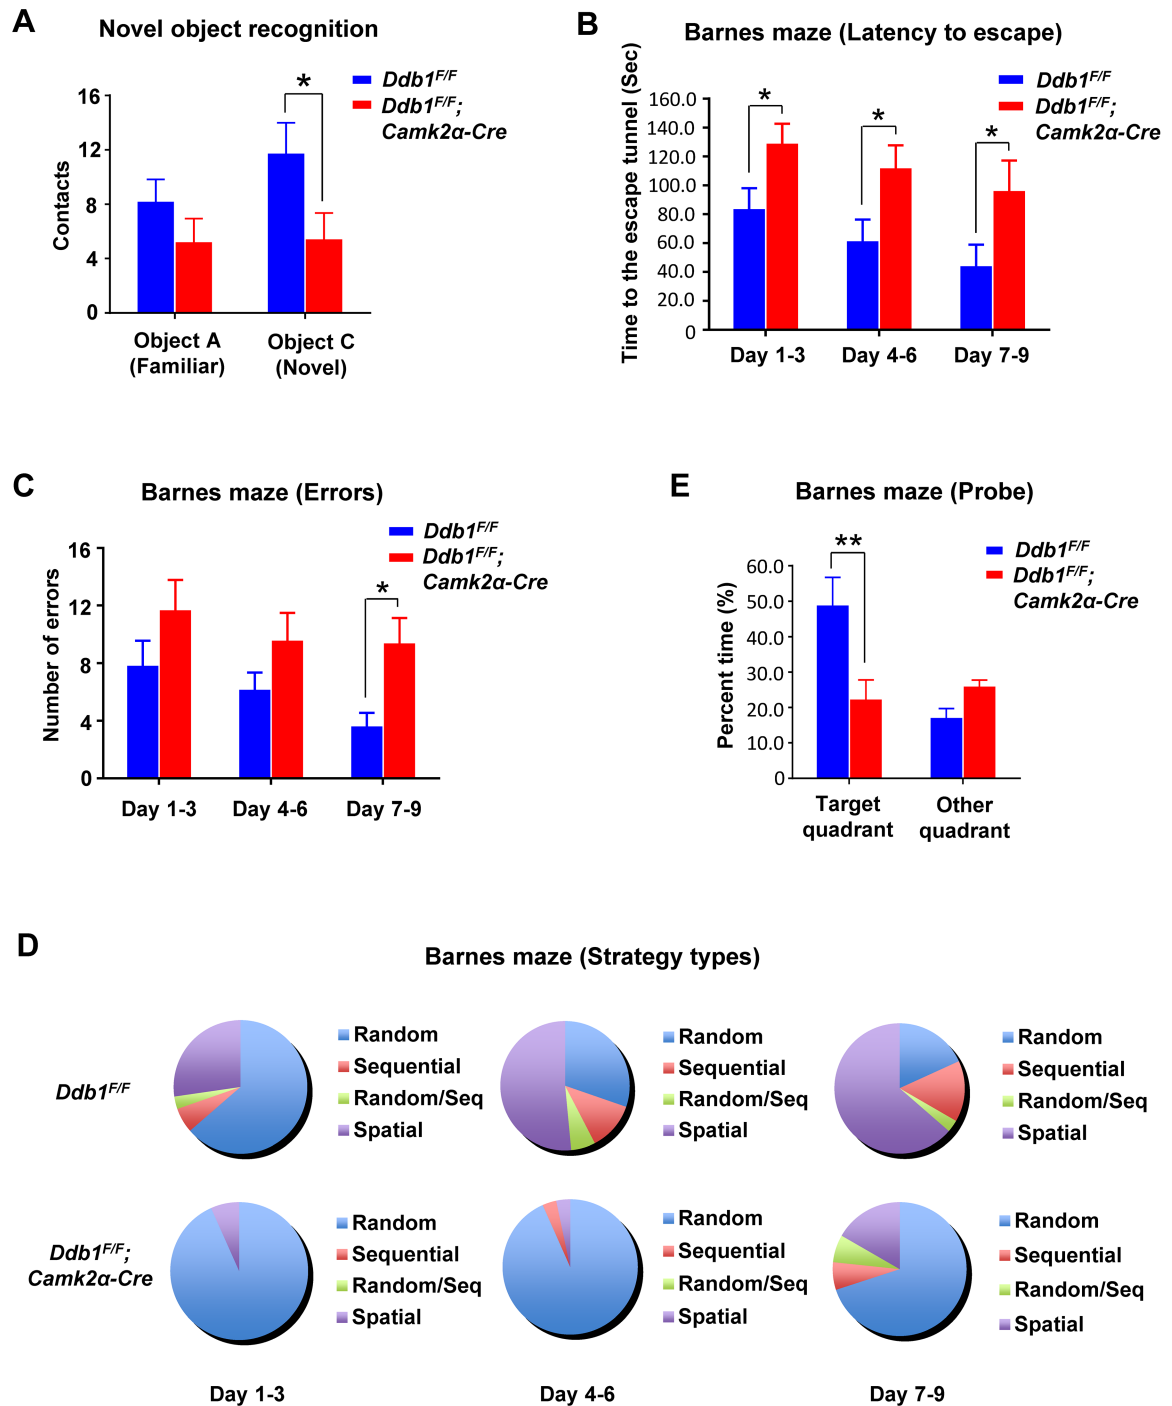 A
Novel object recognition
Ddb1F/F
Ddb1F/F;
Camk2α-Cre
*
Contacts
16
12
8
4
0
Object A
(Familiar)
Object C
(Novel)
B
Barnes maze (Latency to escape)
Ddb1F/F
Ddb1F/F;
Camk2α-Cre
*
*
*
Time to the escape tunnel (Sec)
160.0
140.0
120.0
100.0
80.0
60.0
40.0
20.0
0
Day 1-3
Day 4-6
Day 7-9
C
Barnes maze (Errors)
Ddb1F/F
Ddb1F/F;
Camk2α-Cre
*
Number of errors
16
12
8
4
0
Day 1-3
Day 4-6
Day 7-9
E
Barnes maze (Probe)
Ddb1F/F
Ddb1F/F;
Camk2α-Cre
**
Percent time (%)
60.0
50.0
40.0
30.0
20.0
10.0
0
Target
quadrant
Other
quadrant
D
Barnes maze (Strategy types)
Ddb1F/F
Random
Sequential
Random/Seq
Spatial
Random
Sequential
Random/Seq
Spatial
Random
Sequential
Random/Seq
Spatial
Ddb1F/F;
Camk2α-Cre
Random
Sequential
Random/Seq
Spatial
Random
Sequential
Random/Seq
Spatial
Random
Sequential
Random/Seq
Spatial
Day 1-3
Day 4-6
Day 7-9